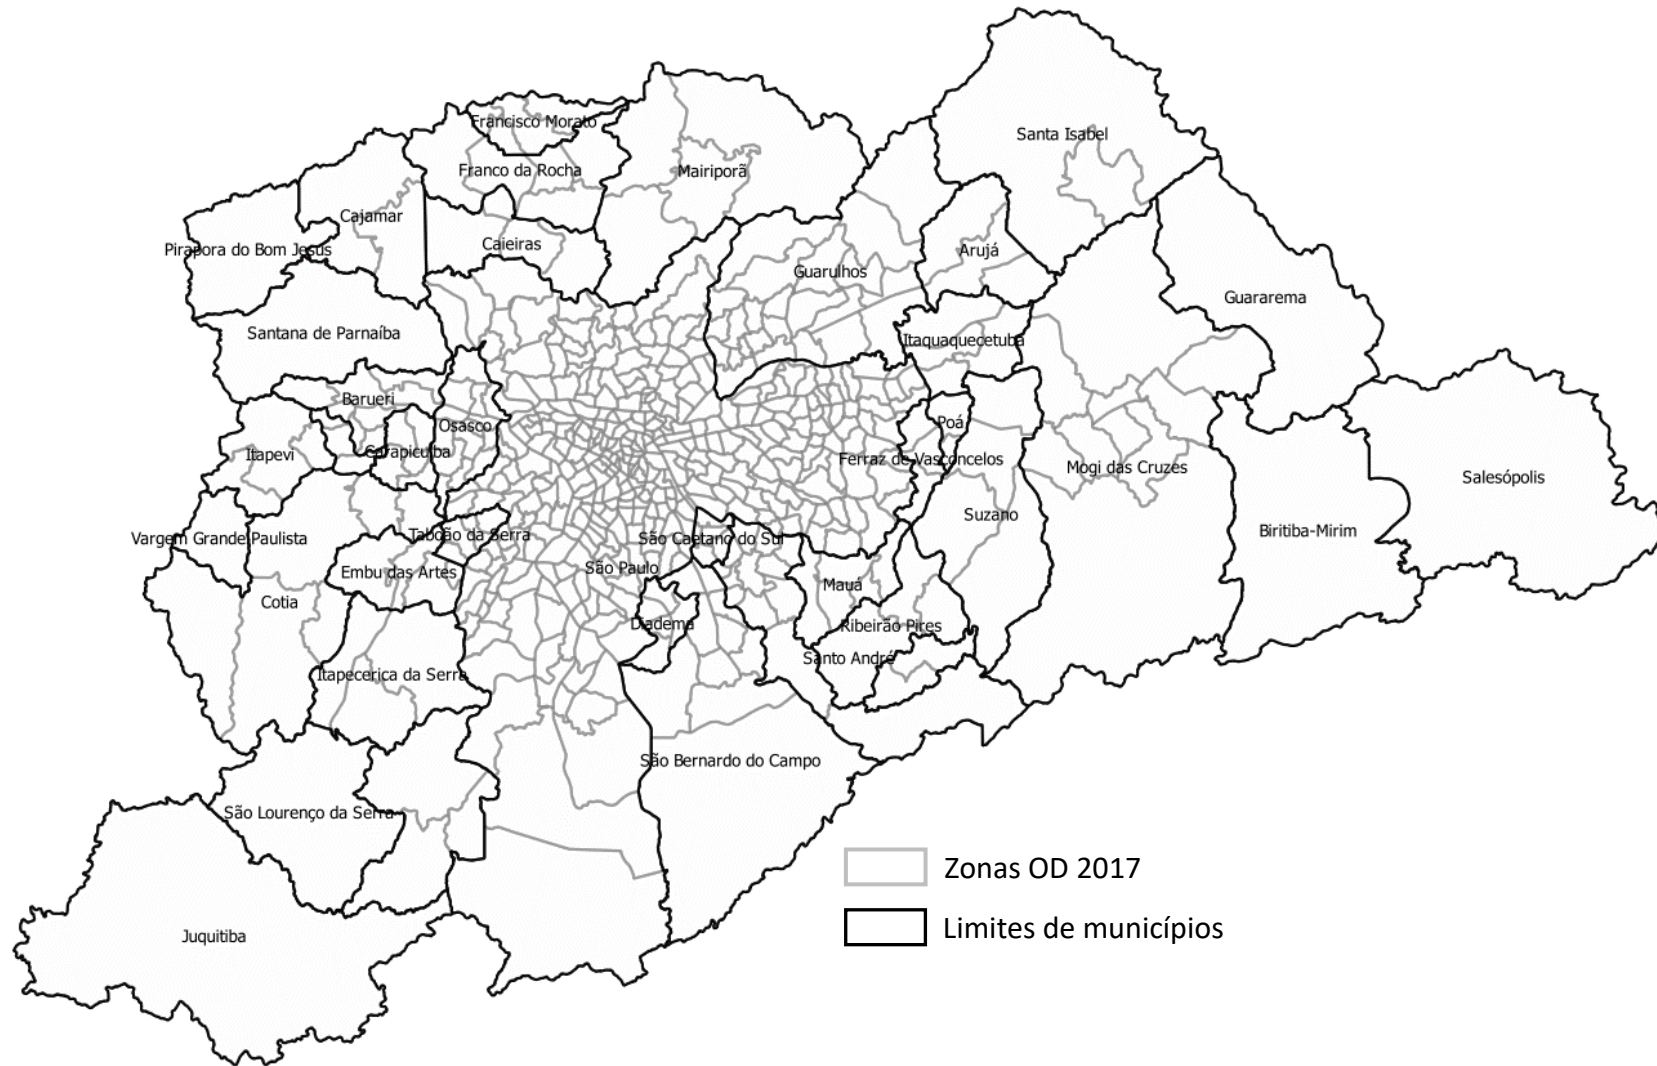 Francisco Morato
Santa Isabel
Franco da Rocha
Mairiporã
Cajamar
Pirapora do Bom Jesus
Caieiras
Arujá
Guarulhos
Guararema
Santana de Parnaíba
Itaquaquecetuba
Barueri
Osasco
Poá
Itapevi
Carapicuíba
Ferraz de Vasconcelos
Mogi das Cruzes
Salesópolis
Suzano
Biritiba-Mirim
Vargem Grande Paulista
Taboão da Serra
São Caetano do Sul
São Paulo
Embu das Artes
Mauá
Cotia
Diadema
Ribeirão Pires
Santo André
Itapecerica da Serra
São Bernardo do Campo
São Lourenço da Serra
Juquitiba
Zonas OD 2017
Limites de municípios